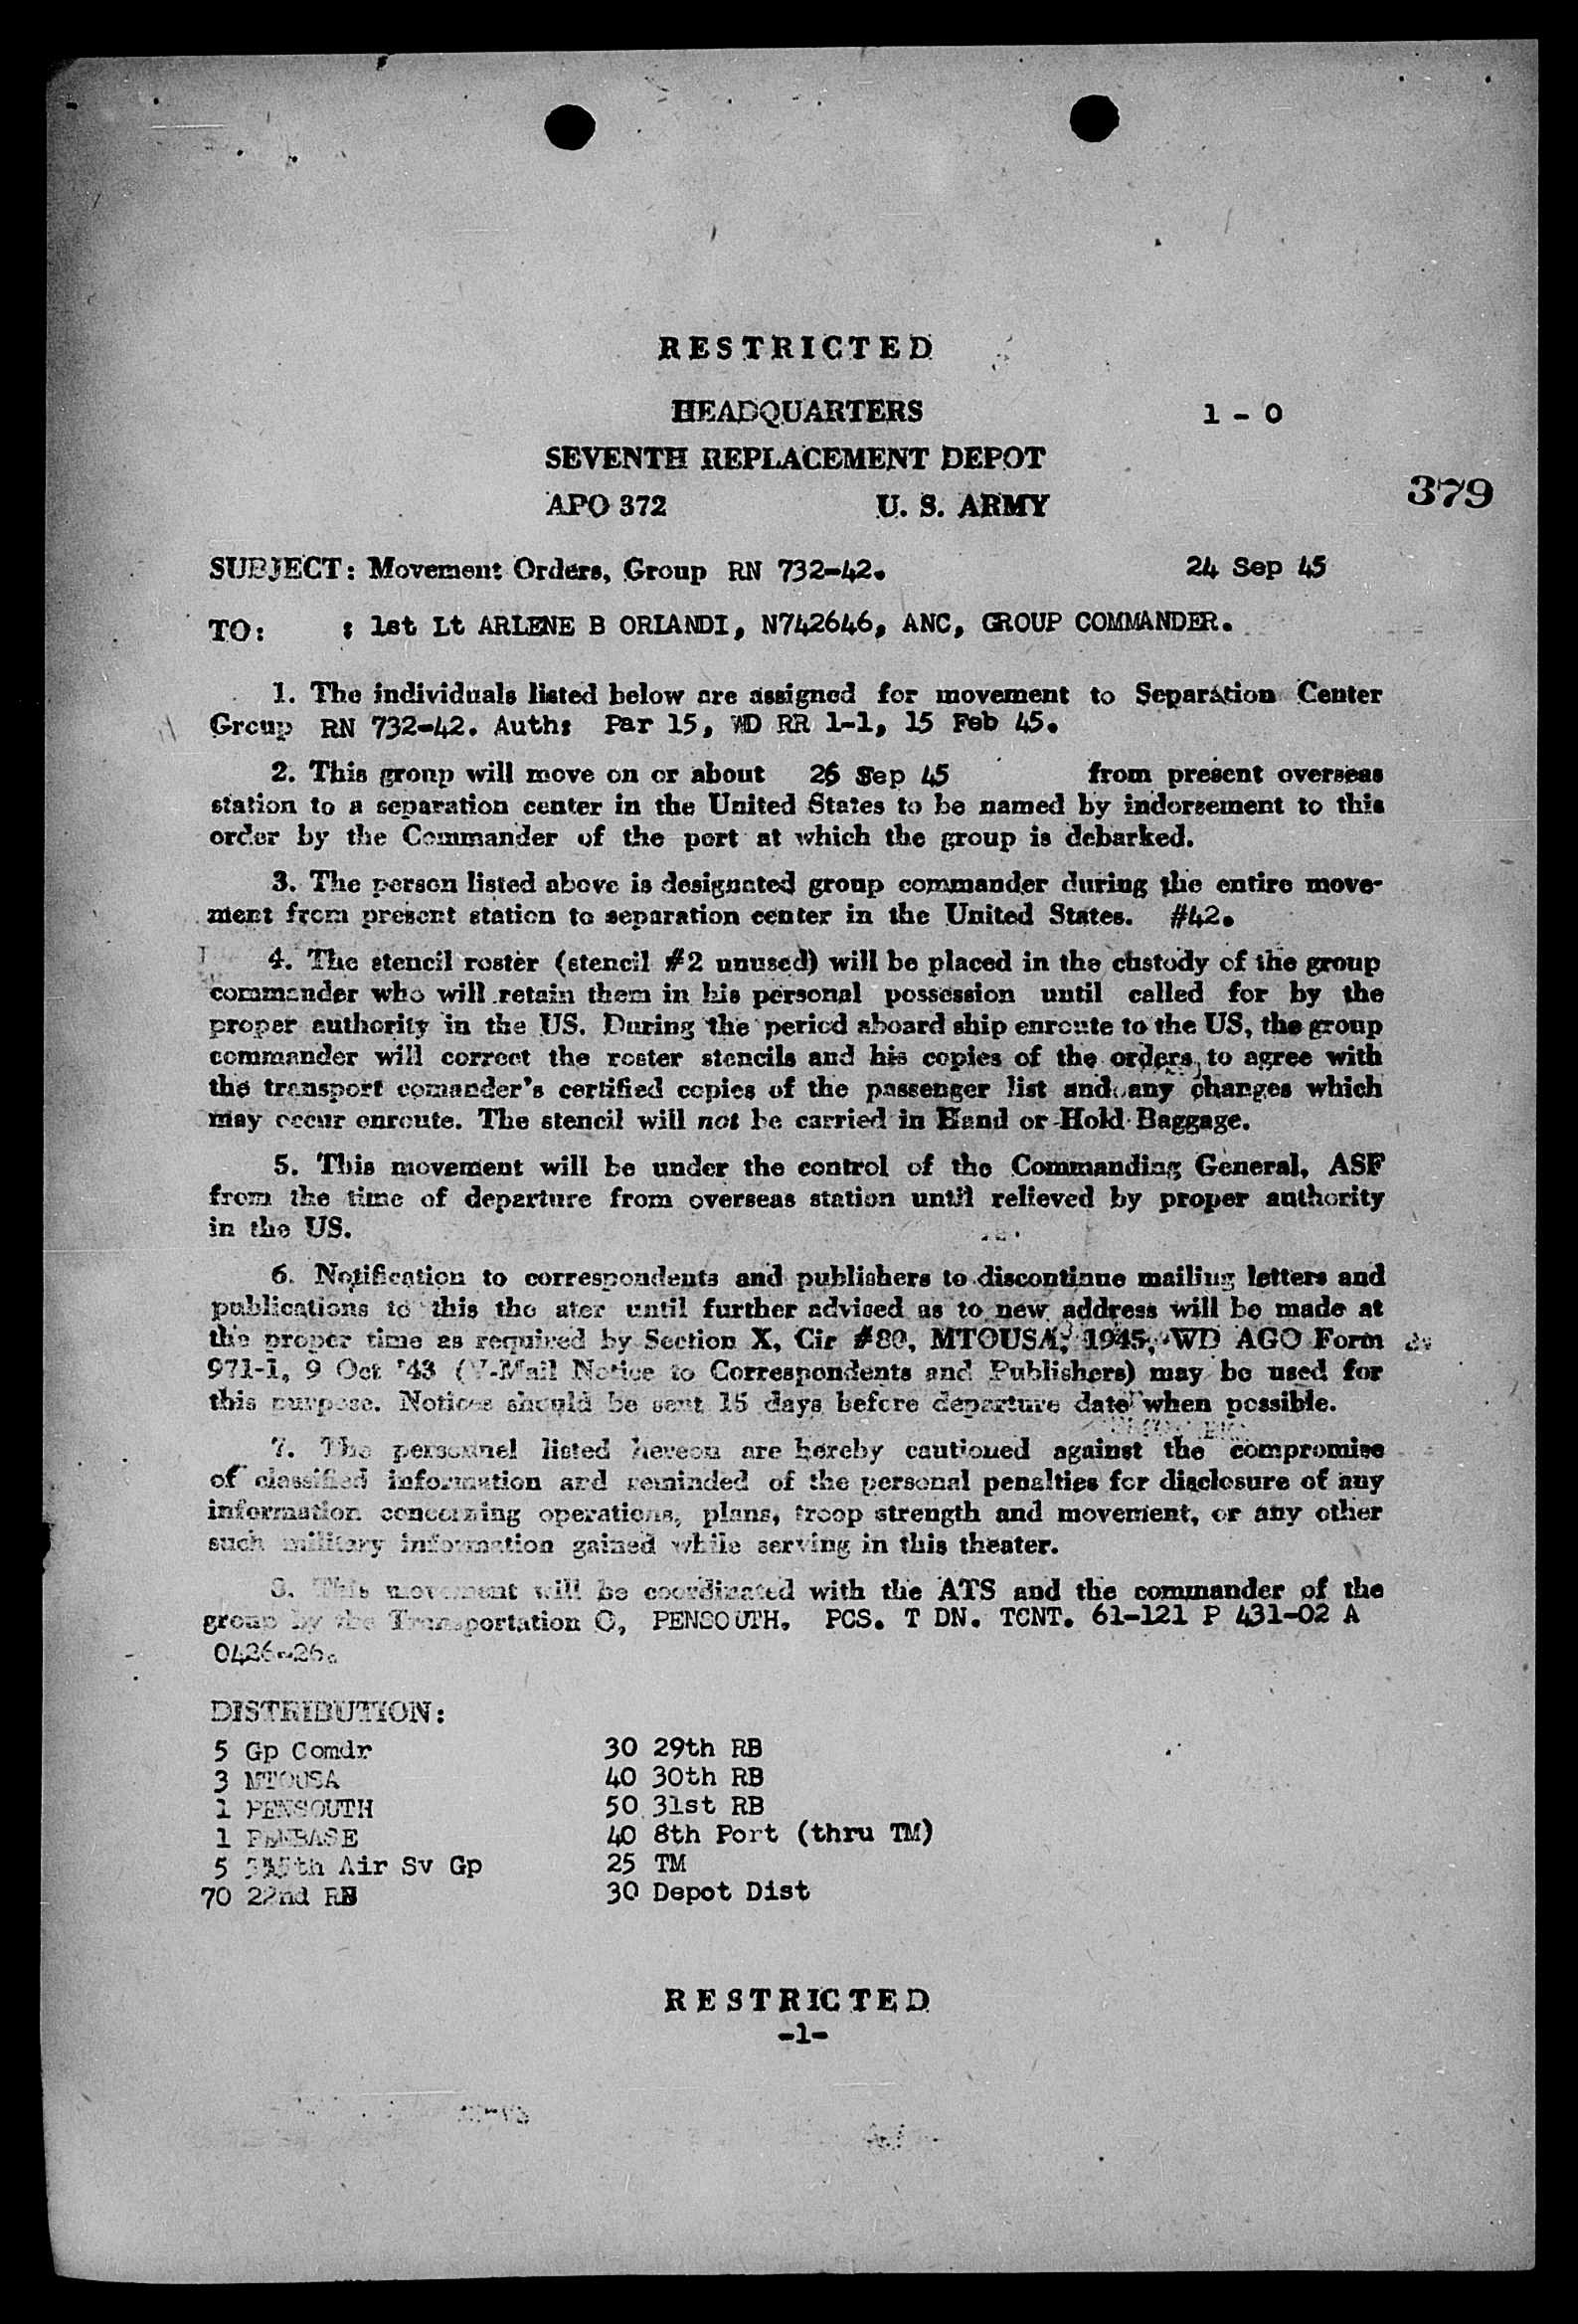 RESTRICTED
HEADQUARTERS
1 - 0
SEVENTH REPLACEMENT DEPOT
379
APO 372 U. S. ARMY
SUBJECT: Movement Orders, Group RN 732-42. 24 Sep 45
TO: : 1st Lt ARLENE B ORIANDI, N742646, ANC, GROUP COMMANDER.
1. The individuals listed below are assigned for movement to Separation Center
Group RN 732-42. Auth: Par 15, WD RR 1-1, 15 Feb 45.
2. This group will move on or about Sep 45 from present overseas
station to a separation center in the United States to be named by indorsement to this
order by the Commander of the port at which the group is debarked.
3. The person listed above is designated group commander during the entire move-
ment from present station to separation center in the United States. #42.
4. The stencil roster (stencil #2 unused) will be placed in the custody of the group
commander who will retain them in his personal possession until called for by the
proper authority in the US. During the period aboard ship enroute to the US, the group
commander will correct the roster stencils and his copies of the orders to agree with
the transport comander's certified copies of the passenger list and any changes which
may occur enroute. The stencil will not be carried in Hand or Hold Baggage.
5. This movement will be under the control of the Commanding General, ASF
from the time of departure from overseas station until relieved by proper authority
in the US.
6. Notification to correspondents and publishers to discontinue mailing letters and
publications to this the ater until further adviced as to new address will be made at
the proper time as required by Section X, Cir #80, MTOUSA, 1945, WD AGO Form
971-1, 9 Oct '43 (V-Mail Notice to Correspondents and Publishers) may be used for
this purpose. Notices should be sent 15 days before departure date when possible.
7. The personnel listed hereon are hereby cautioned against the compromise
of classified information and reminded of the personal penalties for disclosure of any
information concerning operations, plans, troop strength and movement, or any other
such military information gained while serving in this theater.
8. This movement will be coordinated with the ATS and the commander of the
group by the Transportation O, PENSOUTH. PCS. T DN. TCNT. 61-121 P 431-02 A
0426-26.
DISTRIBUTION:
5 Gp Comdr 30 29th RB
3 MTOUSA 40 30th RB
1 PENSOUTH 50 31st RB
1 PENBASE 40 8th Port (thru TM)
5 Air Sv Gp 25 TM
70 22nd RB 30 Depot Dist
RESTRICTED
-1-